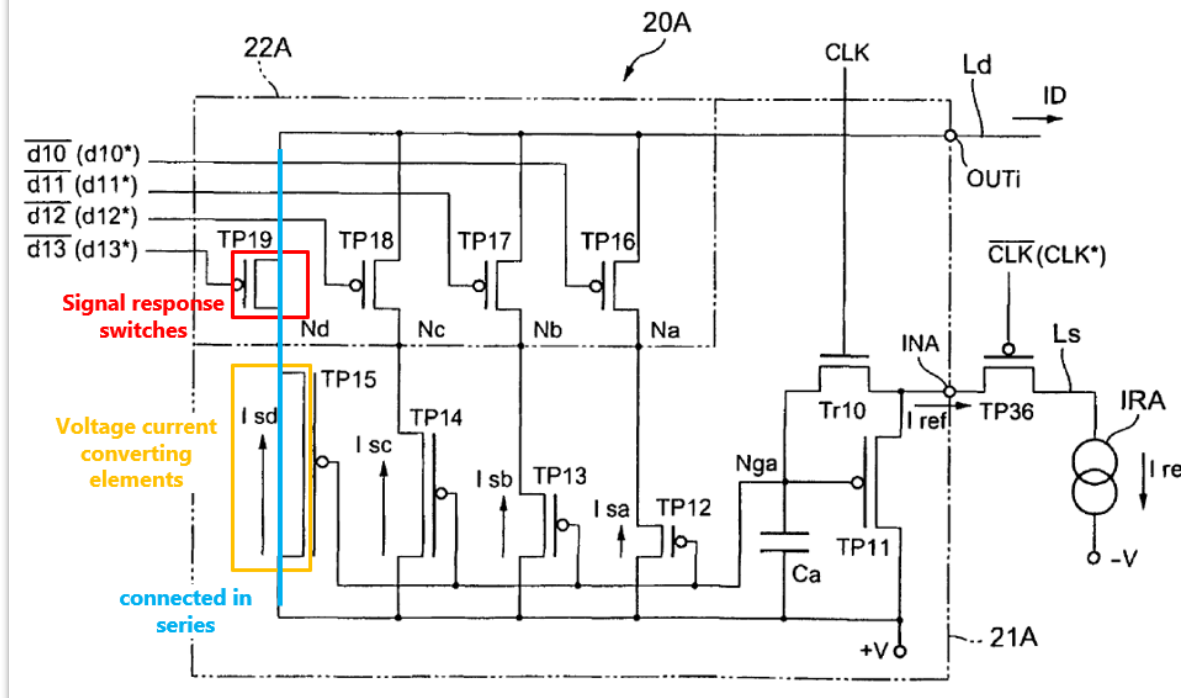 20A
22A
CLK
Ld
ID
d10 (d10*)
d11 (d11*)
d12 (d12*)
d13 (d13*)
OUTi
TP19
TP18
TP17
TP16
CLK (CLK*)
Signal response
switches
Nd
Nc
Nb
Na
INA
Ls
TP15
Tr10
I ref
TP36
IRA
Voltage current
converting
elements
I sd
TP14
I sc
Nga
I sb
TP13
I re
I sa
TP12
TP11
Ca
-V
connected in
series
+V
21A